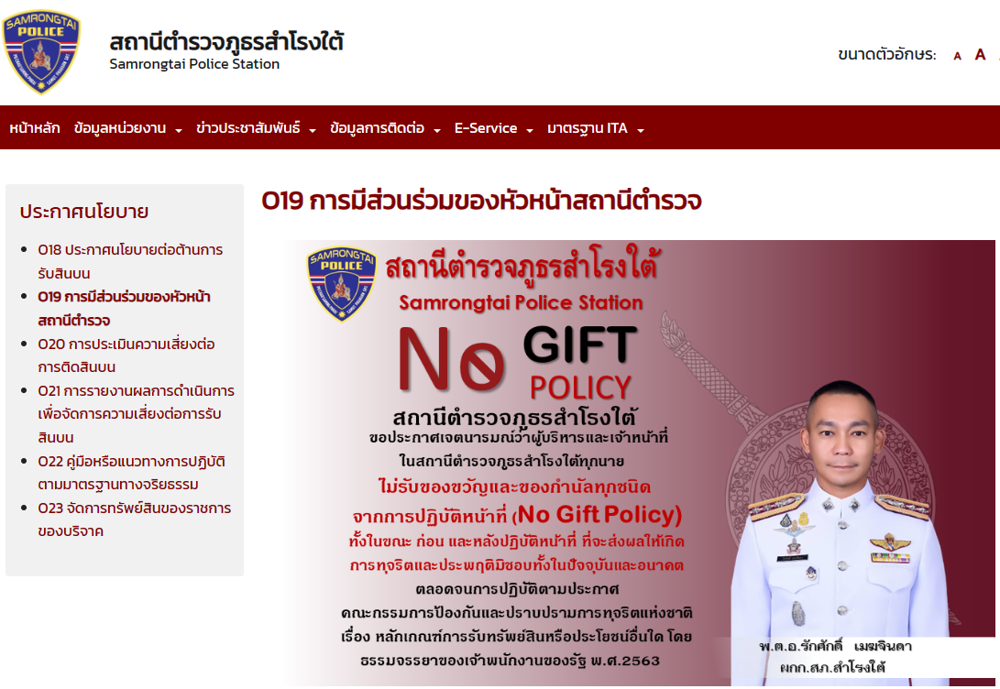 SAMRONGTAI
POLICE
สถานีตำรวจภูธรสำโรงใต้
Samrongtai Police Station
ขนาดตัวอักษร: A A
หน้าหลัก ข้อมูลหน่วยงาน ข่าวประชาสัมพันธ์ ข้อมูลการติดต่อ E-Service มาตรฐาน ITA
ประกาศนโยบาย
O18 ประกาศนโยบายต่อต้านการ
รับสินบน
O19 การมีส่วนร่วมของหัวหน้า
สถานีตำรวจ
O20 การประเมินความเสี่ยงต่อ
การติดสินบน
O21 การรายงานผลการดำเนินการ
เพื่อจัดการความเสี่ยงต่อการรับ
สินบน
O22 คู่มือหรือแนวทางการปฏิบัติ
ตามมาตรฐานทางจริยธรรม
O23 จัดการทรัพย์สินของราชการ
ของบริจาค
O19 การมีส่วนร่วมของหัวหน้าสถานีตำรวจ
SAMRONGTAI
POLICE
สถานีตำรวจภูธรสำโรงใต้
Samrongtai Police Station
No GIFT
POLICY
สถานีตำรวจภูธรสำโรงใต้
ขอประกาศเจตนารมณ์ว่าผู้บริหารและเจ้าหน้าที่
ในสถานีตำรวจภูธรสำโรงใต้ทุกนาย
ไม่รับของขวัญและของกำนัลทุกชนิด
จากการปฏิบัติหน้าที่ (No Gift Policy)
ทั้งในขณะ ก่อน และหลังปฏิบัติหน้าที่ ที่จะส่งผลให้เกิด
การทุจริตและประพฤติมิชอบทั้งในปัจจุบันและอนาคต
ตลอดจนการปฏิบัติตามประกาศ
คณะกรรมการป้องกันและปราบปรามการทุจริตแห่งชาติ
เรื่อง หลักเกณฑ์การรับทรัพย์สินหรือประโยชน์อื่นใด โดย
ธรรมจรรยาของเจ้าพนักงานของรัฐ พ.ศ.2563
พ.ต.อ.รักศักดิ์ เมฆจินดา
ผกก.สภ.สำโรงใต้